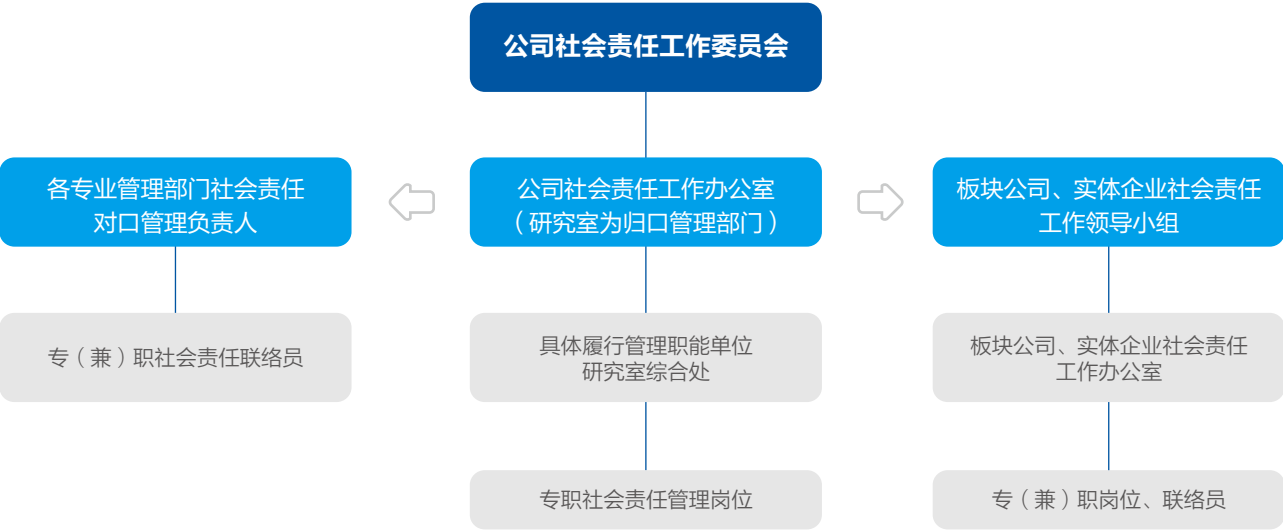 公司社会责任工作委员会
各专业管理部门社会责任
对口管理负责人
公司社会责任工作办公室
（研究室为归口管理部门）
板块公司、实体企业社会责任
工作领导小组
专（兼）职社会责任联络员
具体履行管理职能单位
研究室综合处
板块公司、实体企业社会责任
工作办公室
专职社会责任管理岗位
专（兼）职岗位、联络员